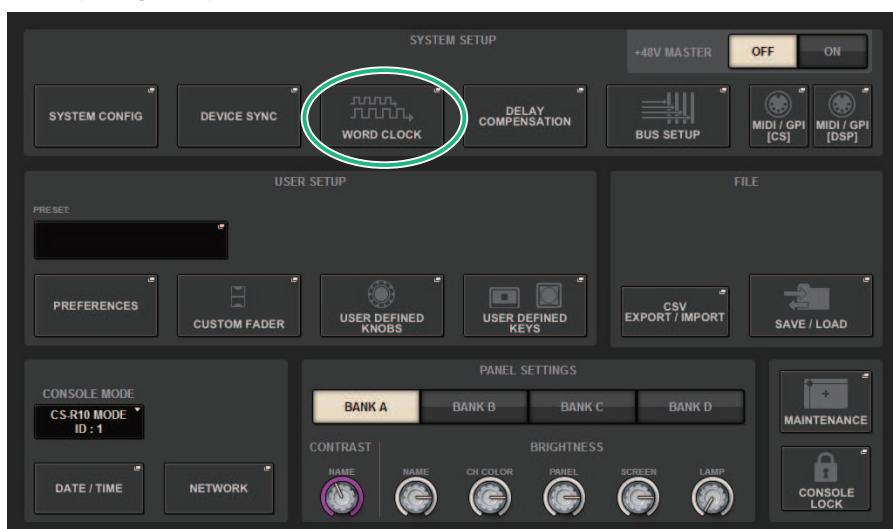 SYSTEM SETUP
+48V MASTER
OFF
ON
SYSTEM CONFIG
DEVICE SYNC
WORD CLOCK
DELAY
COMPENSATION
BUS SETUP
MIDI / GPI
[CS]
MIDI / GPI
[DSP]
USER SETUP
PRESET
PREFERENCES
CUSTOM FADER
USER DEFINED
KNOBS
USER DEFINED
KEYS
FILE
CSV
EXPORT / IMPORT
SAVE / LOAD
CONSOLE MODE
CS-R10 MODE
ID : 1
DATE / TIME
NETWORK
PANEL SETTINGS
BANK A
BANK B
BANK C
BANK D
CONTRAST
BRIGHTNESS
NAME
NAME
CH COLOR
PANEL
SCREEN
LAMP
MAINTENANCE
CONSOLE
LOCK